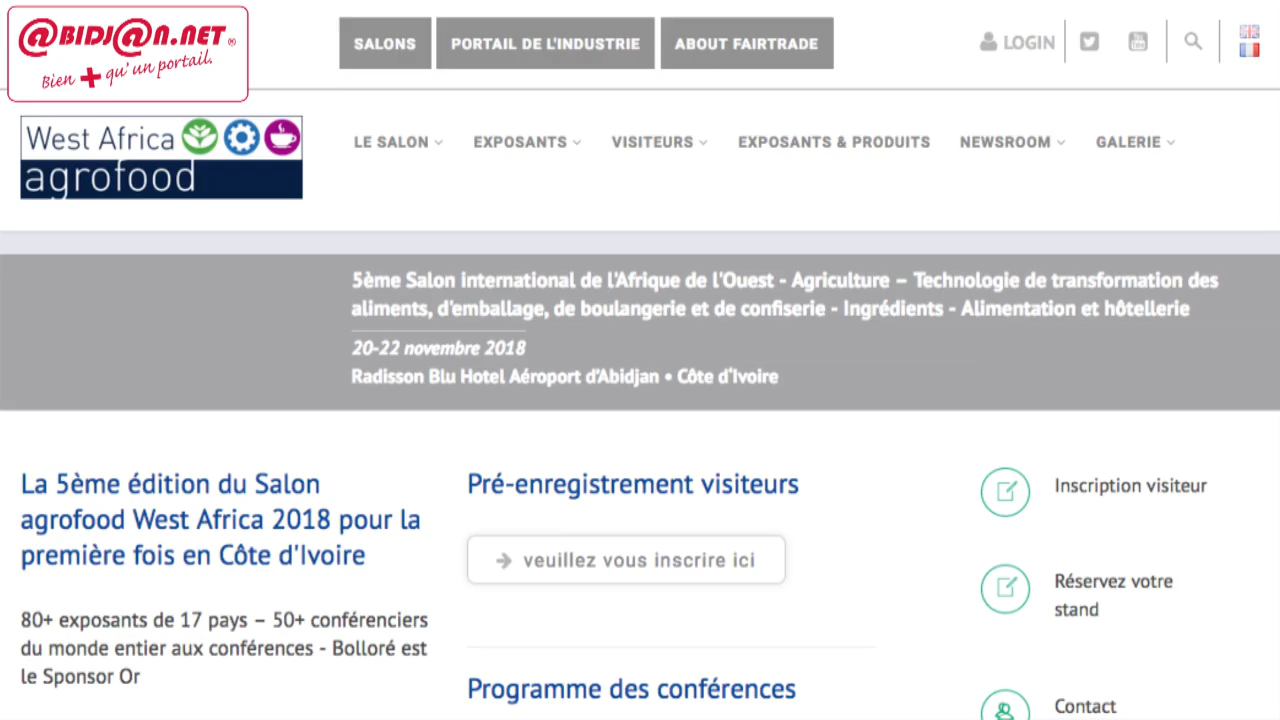 @BIDJ@N.NET®
Bien + qu'un portail.
SALONS
PORTAIL DE L'INDUSTRIE
ABOUT FAIRTRADE
LOGIN
You Tube
West Africa
agrofood
LE SALON
EXPOSANTS
VISITEURS
EXPOSANTS & PRODUITS
NEWSROOM
GALERIE
5ème Salon international de l'Afrique de l'Ouest - Agriculture – Technologie de transformation des
aliments, d'emballage, de boulangerie et de confiserie - Ingrédients - Alimentation et hôtellerie
20-22 novembre 2018
Radisson Blu Hotel Aéroport d'Abidjan • Côte d'Ivoire
La 5ème édition du Salon
agrofood West Africa 2018 pour la
première fois en Côte d'Ivoire
80+ exposants de 17 pays – 50+ conférenciers
du monde entier aux conférences - Bolloré est
le Sponsor Or
Pré-enregistrement visiteurs
veuillez vous inscrire ici
Programme des conférences
Inscription visiteur
Réservez votre
stand
Contact